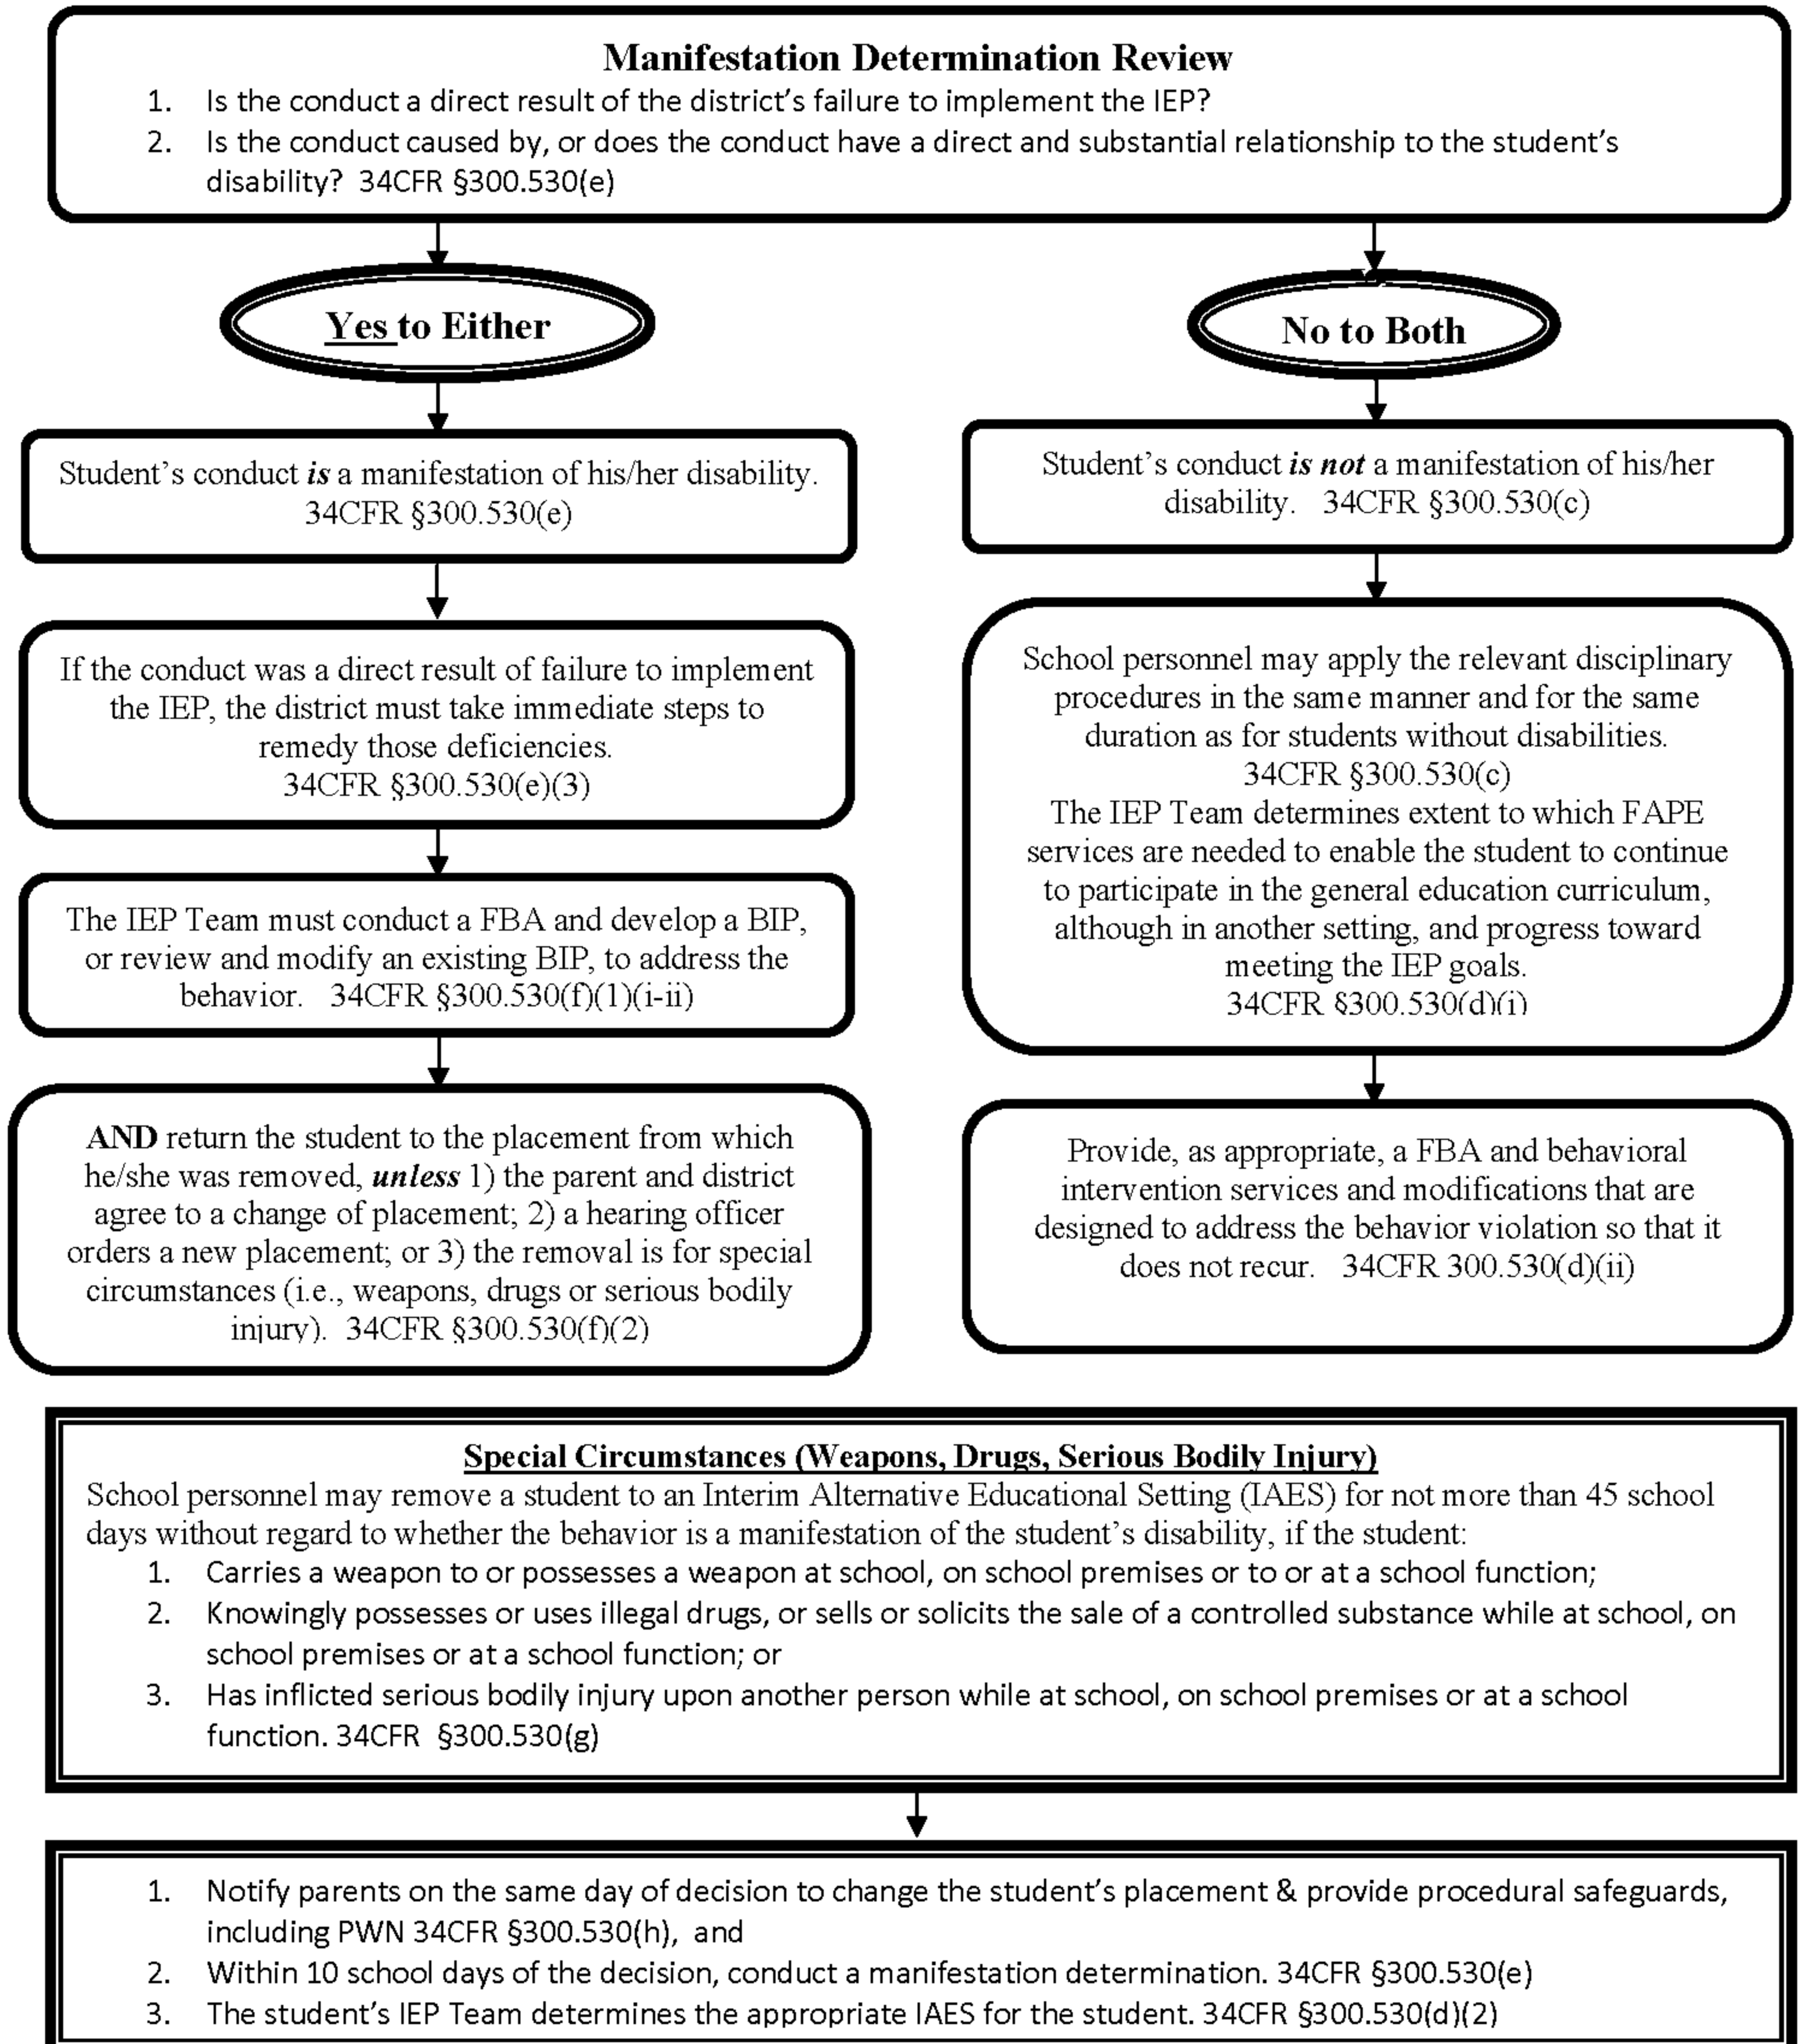 Manifestation Determination Review
1. Is the conduct a direct result of the district's failure to implement the IEP?
2. Is the conduct caused by, or does the conduct have a direct and substantial relationship to the student's
disability? 34CFR §300.530(e)
Yes to Either
No to Both
Student's conduct is a manifestation of his/her disability.
34CFR §300.530(e)
Student's conduct is not a manifestation of his/her
disability. 34CFR §300.530(c)
If the conduct was a direct result of failure to implement
the IEP, the district must take immediate steps to
remedy those deficiencies.
34CFR §300.530(e)(3)
School personnel may apply the relevant disciplinary
procedures in the same manner and for the same
duration as for students without disabilities.
34CFR §300.530(c)
The IEP Team determines extent to which FAPE
services are needed to enable the student to continue
to participate in the general education curriculum,
although in another setting, and progress toward
meeting the IEP goals.
34CFR §300.530(d)(i)
The IEP Team must conduct a FBA and develop a BIP,
or review and modify an existing BIP, to address the
behavior. 34CFR §300.530(f)(1)(i-ii)
AND return the student to the placement from which
he/she was removed, unless 1) the parent and district
agree to a change of placement; 2) a hearing officer
orders a new placement; or 3) the removal is for special
circumstances (i.e., weapons, drugs or serious bodily
injury). 34CFR §300.530(f)(2)
Provide, as appropriate, a FBA and behavioral
intervention services and modifications that are
designed to address the behavior violation so that it
does not recur. 34CFR 300.530(d)(ii)
Special Circumstances (Weapons, Drugs, Serious Bodily Injury)
School personnel may remove a student to an Interim Alternative Educational Setting (IAES) for not more than 45 school
days without regard to whether the behavior is a manifestation of the student's disability, if the student:
1. Carries a weapon to or possesses a weapon at school, on school premises or to or at a school function;
2. Knowingly possesses or uses illegal drugs, or sells or solicits the sale of a controlled substance while at school, on
school premises or at a school function; or
3. Has inflicted serious bodily injury upon another person while at school, on school premises or at a school
function. 34CFR §300.530(g)
1. Notify parents on the same day of decision to change the student's placement & provide procedural safeguards,
including PWN 34CFR §300.530(h), and
2. Within 10 school days of the decision, conduct a manifestation determination. 34CFR §300.530(e)
3. The student's IEP Team determines the appropriate IAES for the student. 34CFR §300.530(d)(2)